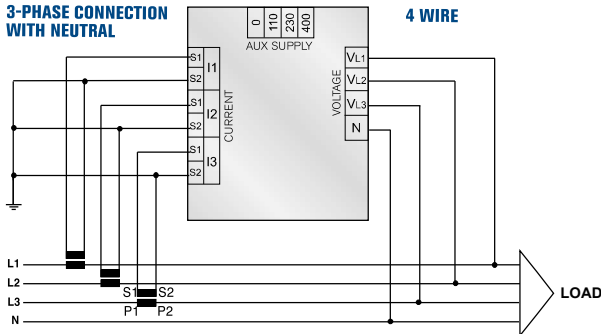 3-PHASE CONNECTION
WITH NEUTRAL
4 WIRE
0
110
230
400
AUX SUPPLY
S1
S2
I1
S1
S2
I2
S1
S2
I3
CURRENT
VOLTAGE
VL1
VL2
VL3
N
L1
L2
L3
N
S1 S2
P1 P2
LOAD